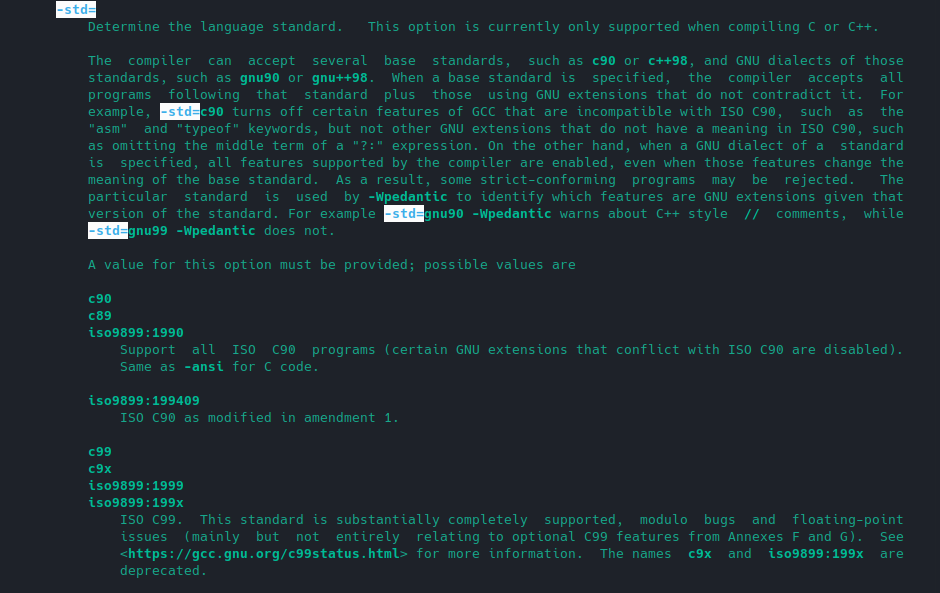 -std=
Determine the language standard.   This option is currently only supported when compiling C or C++.
The compiler can accept several base standards, such as c90 or c++98, and GNU dialects of those
standards, such as gnu90 or gnu++98.  When a base standard is specified, the compiler accepts all
programs following that standard plus those using GNU extensions that do not contradict it.  For
example, -std=c90 turns off certain features of GCC that are incompatible with ISO C90, such as the
"asm" and "typeof" keywords, but not other GNU extensions that do not have a meaning in ISO C90, such
as omitting the middle term of a "?:" expression. On the other hand, when a GNU dialect of a standard
is specified, all features supported by the compiler are enabled, even when those features change the
meaning of the base standard.  As a result, some strict-conforming programs may be rejected.  The
particular standard is used by -Wpedantic to identify which features are GNU extensions given that
version of the standard. For example -std=gnu90 -Wpedantic warns about C++ style // comments, while
-std=gnu99 -Wpedantic does not.
A value for this option must be provided; possible values are
c90
c89
iso9899:1990
Support all ISO C90 programs (certain GNU extensions that conflict with ISO C90 are disabled).
Same as -ansi for C code.
iso9899:199409
ISO C90 as modified in amendment 1.
c99
c9x
iso9899:1999
iso9899:199x
ISO C99.  This standard is substantially completely supported, modulo bugs and floating-point
issues (mainly but not entirely relating to optional C99 features from Annexes F and G).  See
<https://gcc.gnu.org/c99status.html> for more information.  The names c9x and iso9899:199x are
deprecated.